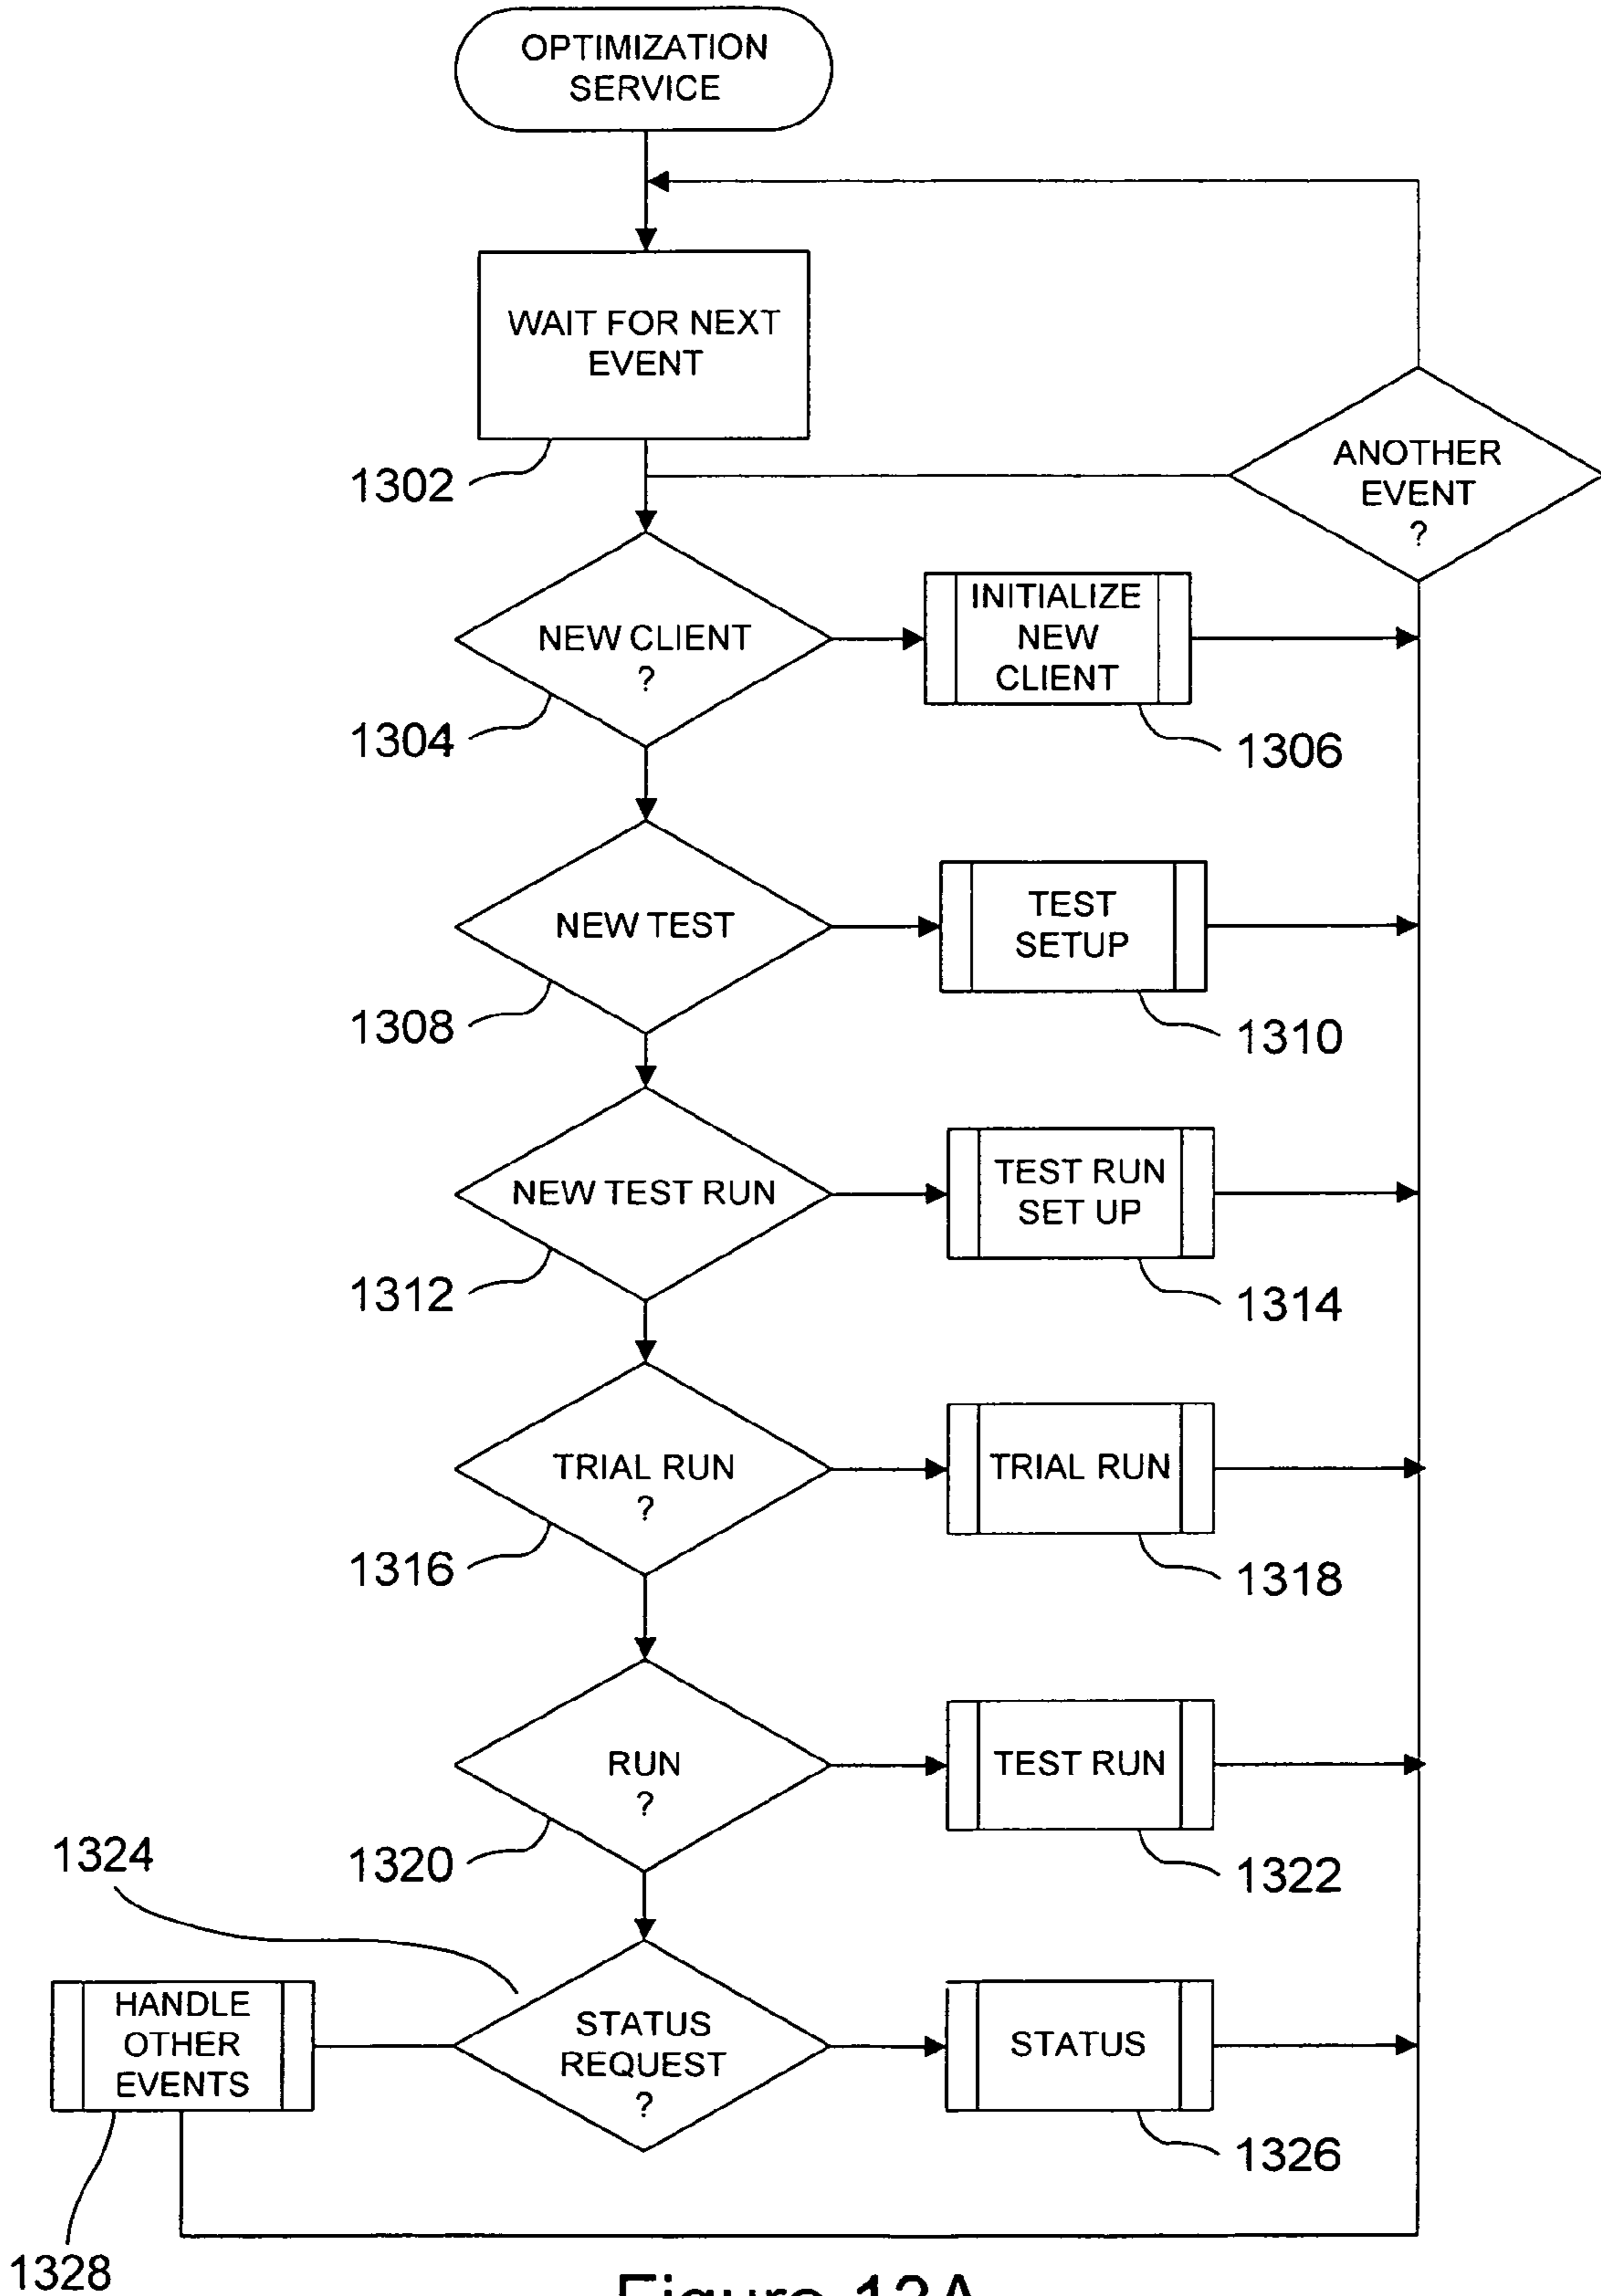 OPTIMIZATION
SERVICE
WAIT FOR NEXT
EVENT
1302
ANOTHER
EVENT
?
NEW CLIENT
?
1304
INITIALIZE
NEW
CLIENT
1306
NEW TEST
1308
TEST
SETUP
1310
NEW TEST RUN
1312
TEST RUN
SET UP
1314
TRIAL RUN
?
1316
TRIAL RUN
1318
RUN
?
1320
TEST RUN
1322
1324
STATUS
REQUEST
?
HANDLE
OTHER
EVENTS
1328
STATUS
1326
Figure 13A